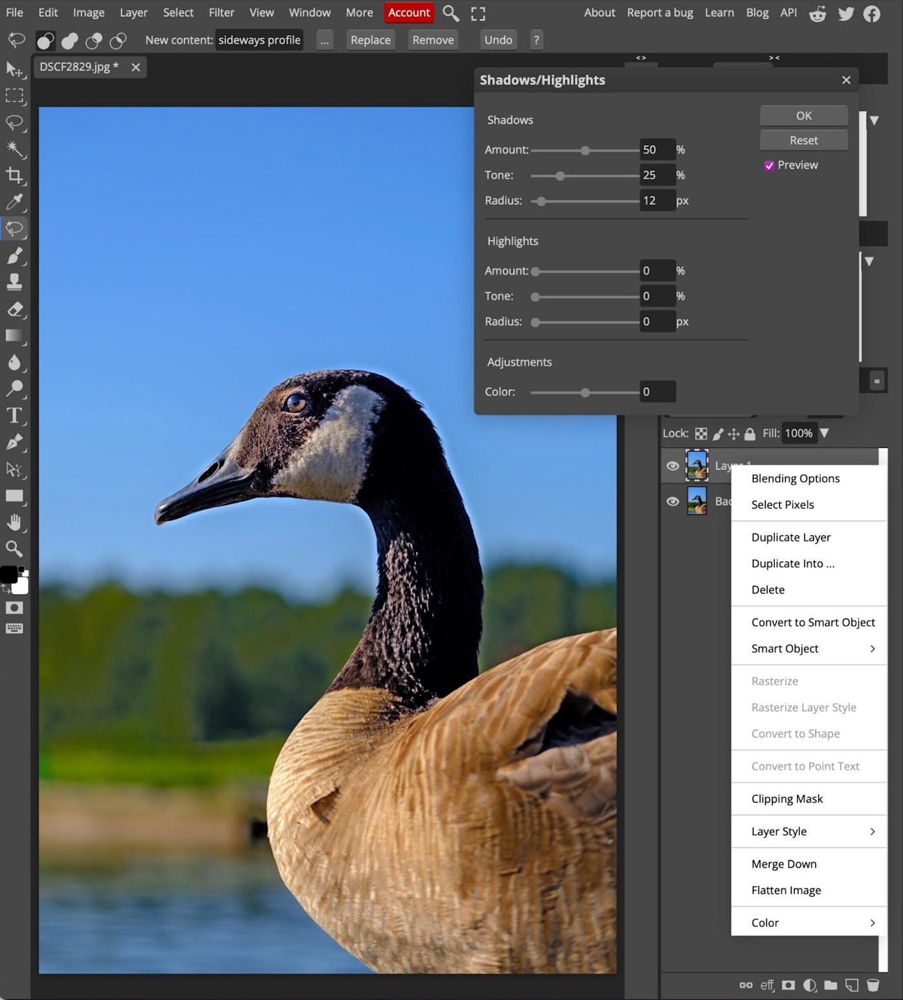 File Edit Image Layer Select Filter View Window More Account About Report a bug Learn Blog API
New content: sideways profile ... Replace Remove Undo ?
DSCF2829.jpg *
Shadows/Highlights
Shadows
OK
Amount: 50 %
Reset
Preview
Tone: 25 %
Radius: 12 px
Highlights
Amount: 0 %
Tone: 0 %
Radius: 0 px
Adjustments
Color: 0
Lock: Fill: 100%
Layer 1
Blending Options
Bac
Select Pixels
Duplicate Layer
Duplicate Into ...
Delete
Convert to Smart Object
Smart Object
Rasterize
Rasterize Layer Style
Convert to Shape
Convert to Point Text
Clipping Mask
Layer Style
Merge Down
Flatten Image
Color
eff